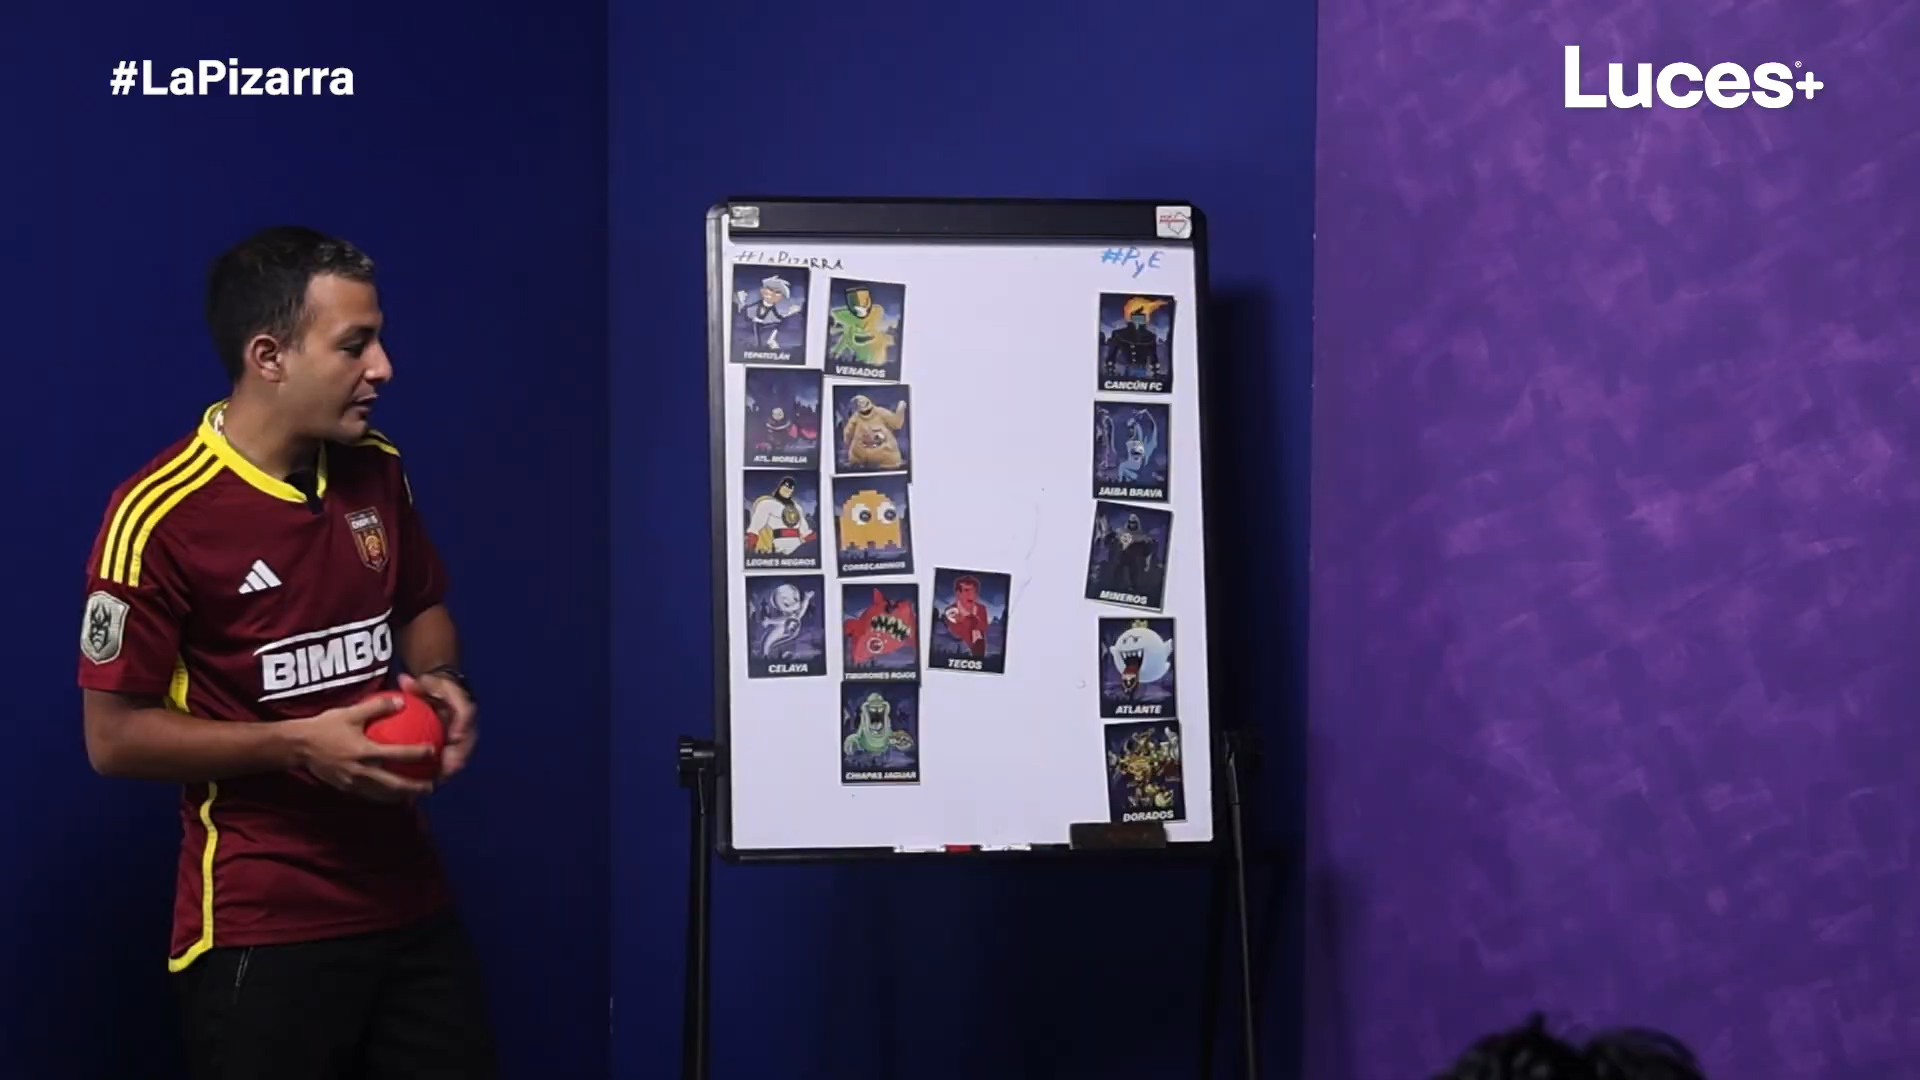 #LaPizarra
Luces+
#LaPIZARRA
#PyE
TEPATITLÁN
VENADOS
CANCÚN FC
ATL. MORELIA
JAIBA BRAVA
LEONES NEGROS
CORRECAMINOS
MINEROS
CELAYA
TIBURONES ROJOS
TECOS
ATLANTE
CHIAPAS JAGUAR
DORADOS
BIMBO